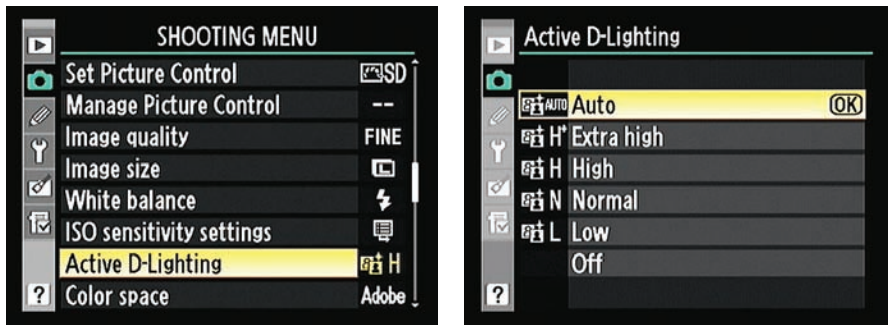 SHOOTING MENU
Set Picture Control SD
Manage Picture Control --
Image quality FINE
Image size L
White balance
ISO sensitivity settings
Active D-Lighting H
Color space Adobe
?
Active D-Lighting
AUTO Auto OK
H* Extra high
H High
N Normal
L Low
Off
?